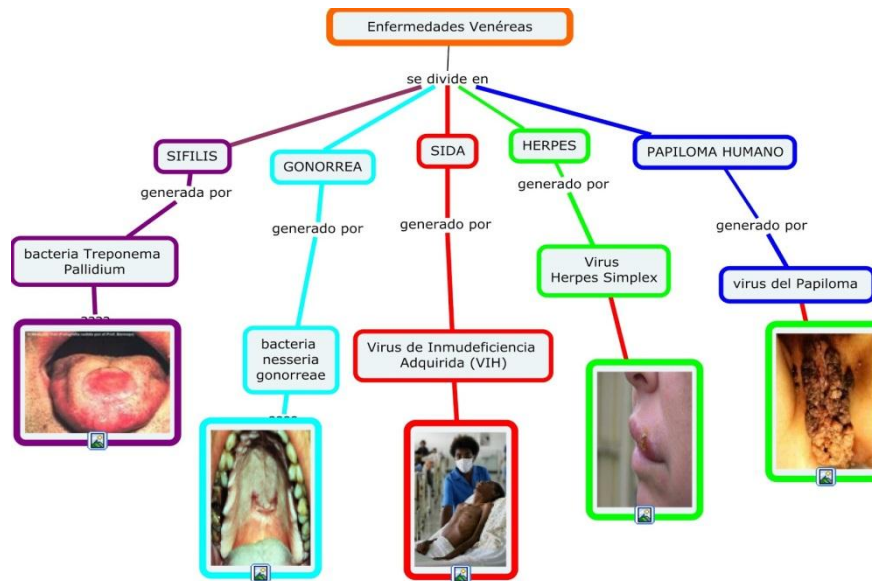 Enfermedades Venéreas
se divide en
SIFILIS
GONORREA
SIDA
HERPES
PAPILOMA HUMANO
generada por
generado por
generado por
generado por
generado por
bacteria Treponema
Pallidium
bacteria
nesseria
gonorreae
Virus de Inmudeficiencia
Adquirida (VIH)
Virus
Herpes Simplex
virus del Papiloma
????
????